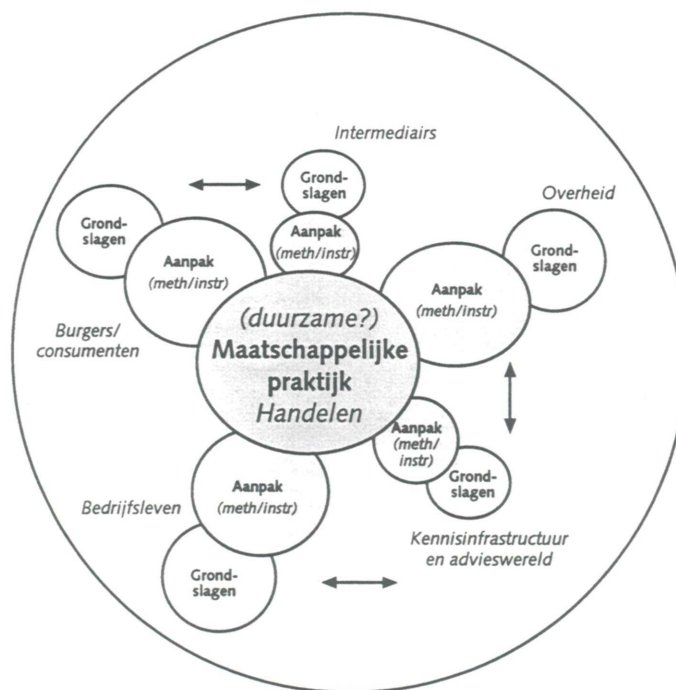 Intermediairs
Grond-
slagen
Aanpak
(meth/instr)
Overheid
Grond-
slagen
Aanpak
(meth/instr)
Grond-
slagen
Aanpak
(meth/instr)
Burgers/
consumenten
(duurzame?)
Maatschappelijke
praktijk
Handelen
Aanpak
(meth/
instr)
Grond-
slagen
Kennisinfrastructuur
en advieswereld
Bedrijfsleven
Aanpak
(meth/instr)
Grond-
slagen